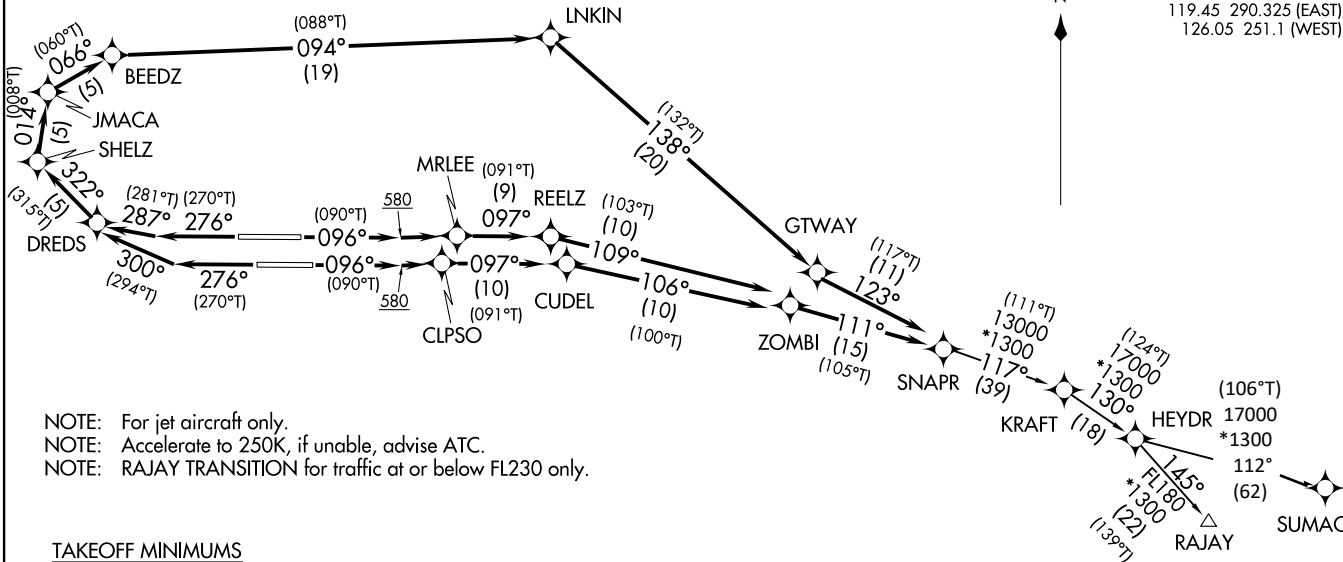 N
119.45 290.325 (EAST)
126.05 251.1 (WEST)
LNKIN
(088°T)
094°
(19)
(060°T)
066°
(5)
BEEDZ
(008°T)
014°
(5)
JMACA
SHELZ
(132°T)
138°
(20)
322°
(5)
(315°T)
DREDS
(281°T) (270°T)
287° 276°
300°
(294°T)
276°
(270°T)
(090°T)
096°
580
096°
(090°T)
580
MRLEE
(091°T)
(9)
097°
REELZ
097°
(10)
(091°T)
CLPSO
CUDEL
(103°T)
(10)
109°
106°
(10)
(100°T)
GTWAY
(117°T)
(11)
123°
ZOMBI
111°
(15)
(105°T)
SNAPR
(111°T)
13000
*1300
117°
(39)
KRAFT
(124°T)
17000
*1300
130°
(18)
HEYDR
(106°T)
17000
*1300
112°
(62)
SUMAC
145°
FL180
*1300
(22)
(139°T)
RAJAY
NOTE: For jet aircraft only.
NOTE: Accelerate to 250K, if unable, advise ATC.
NOTE: RAJAY TRANSITION for traffic at or below FL230 only.
TAKEOFF MINIMUMS